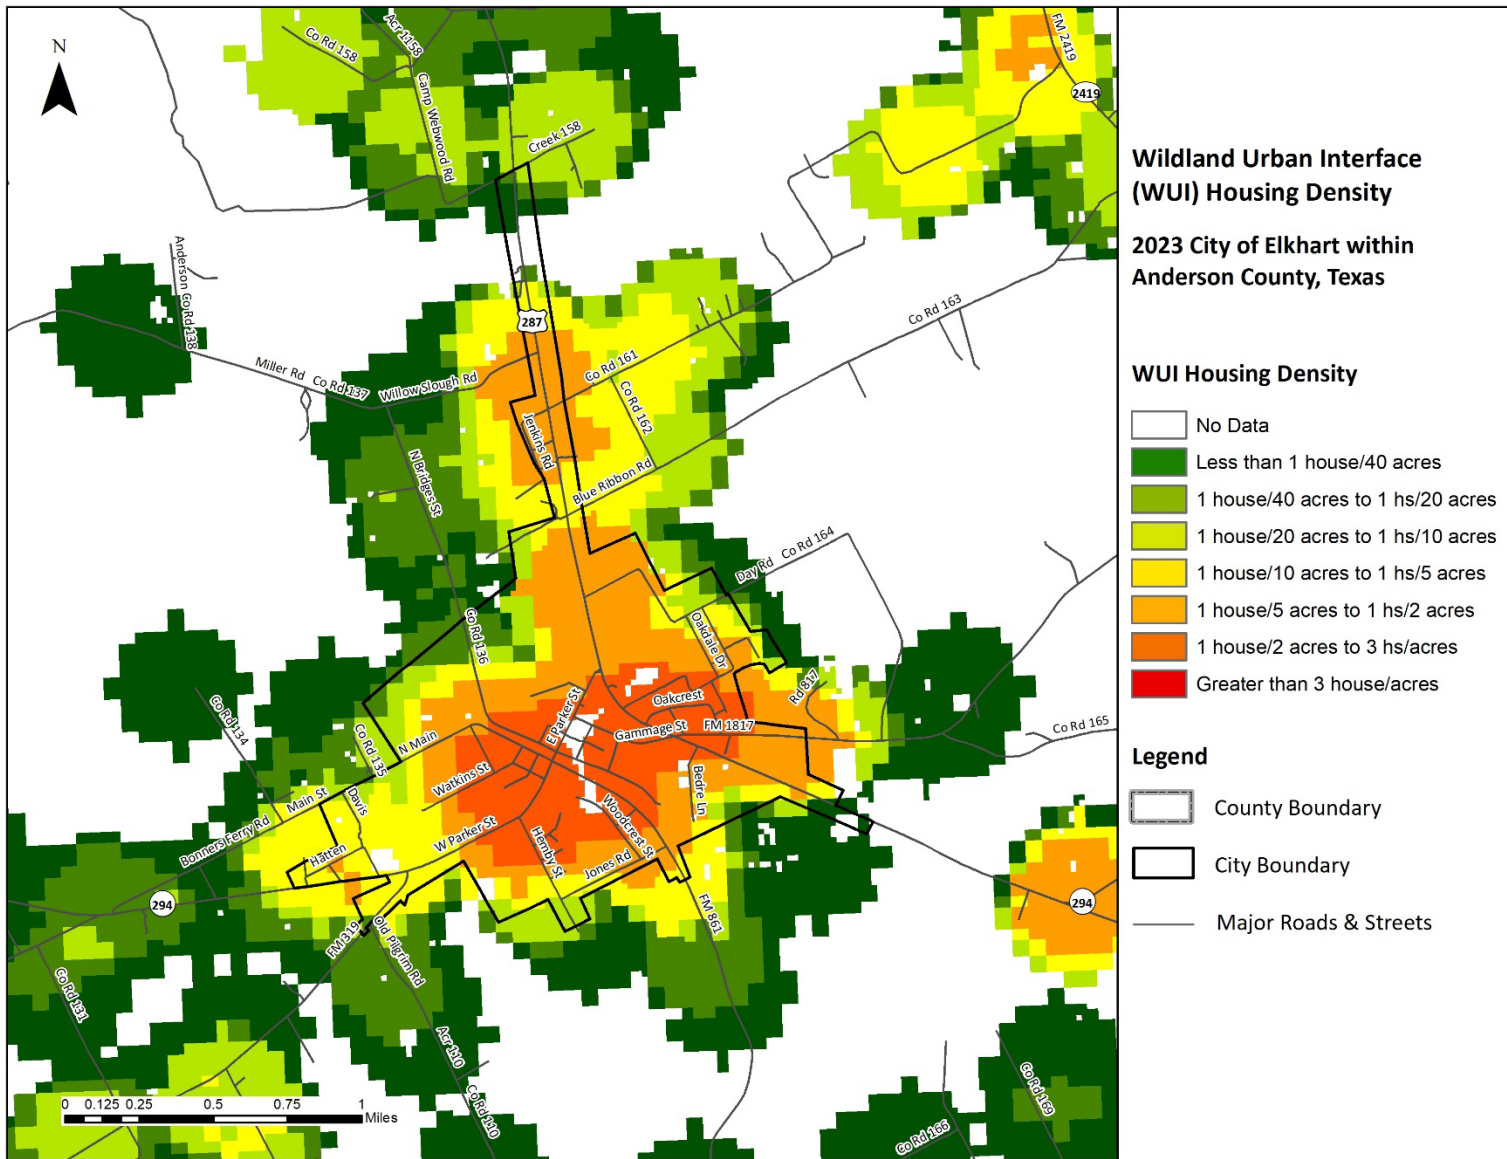 N
Co Rd 158
Acr 1158
Camp Webwood Rd
Creek 158
FM 2419
2419
Anderson Co Rd 138
Miller Rd
Co Rd 137
Willow Slough Rd
287
Co Rd 161
Co Rd 162
Co Rd 163
Jenkins Rd
N Bridges St
Blue Ribbon Rd
Day Rd
Co Rd 164
Co Rd 136
Oakdale Dr
Rd 817
Oakcrest
E Parker St
Gammage St
FM 1817
Co Rd 165
Co Rd 134
Co Rd 135
N Main
Watkins St
Bedre Ln
Main St
Davis
Bonners Ferry Rd
Hatten
W Parker St
Woodcrest St
Hemby St
Jones Rd
294
294
FM 319
Old Pilgrim Rd
FM 861
Co Rd 131
Acr 110
Co Rd 110
Co Rd 169
Co Rd 166
0 0.125 0.25 0.5 0.75 1
Miles
Wildland Urban Interface
(WUI) Housing Density
2023 City of Elkhart within
Anderson County, Texas
WUI Housing Density
No Data
Less than 1 house/40 acres
1 house/40 acres to 1 hs/20 acres
1 house/20 acres to 1 hs/10 acres
1 house/10 acres to 1 hs/5 acres
1 house/5 acres to 1 hs/2 acres
1 house/2 acres to 3 hs/acres
Greater than 3 house/acres
Legend
County Boundary
City Boundary
Major Roads & Streets